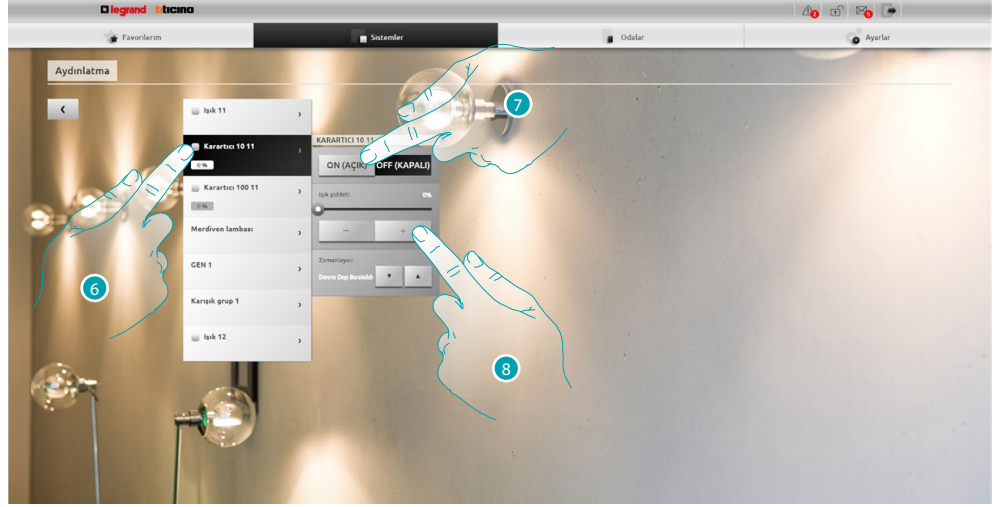 legrand bticino
2
6
Favorilerim
Sistemler
Odalar
Ayarlar
Aydınlatma
Işık 11
Karartıcı 10 11
0 %
Karartıcı 100 11
0 %
Merdiven lambası
GEN 1
Karışık grup 1
Işık 12
KARARTICI 10 11
ON (AÇIK)
OFF (KAPALI)
Işık şiddeti
0%
−
+
Zamanlayıcı
Devre Dışı Bırakıldı
6
7
8